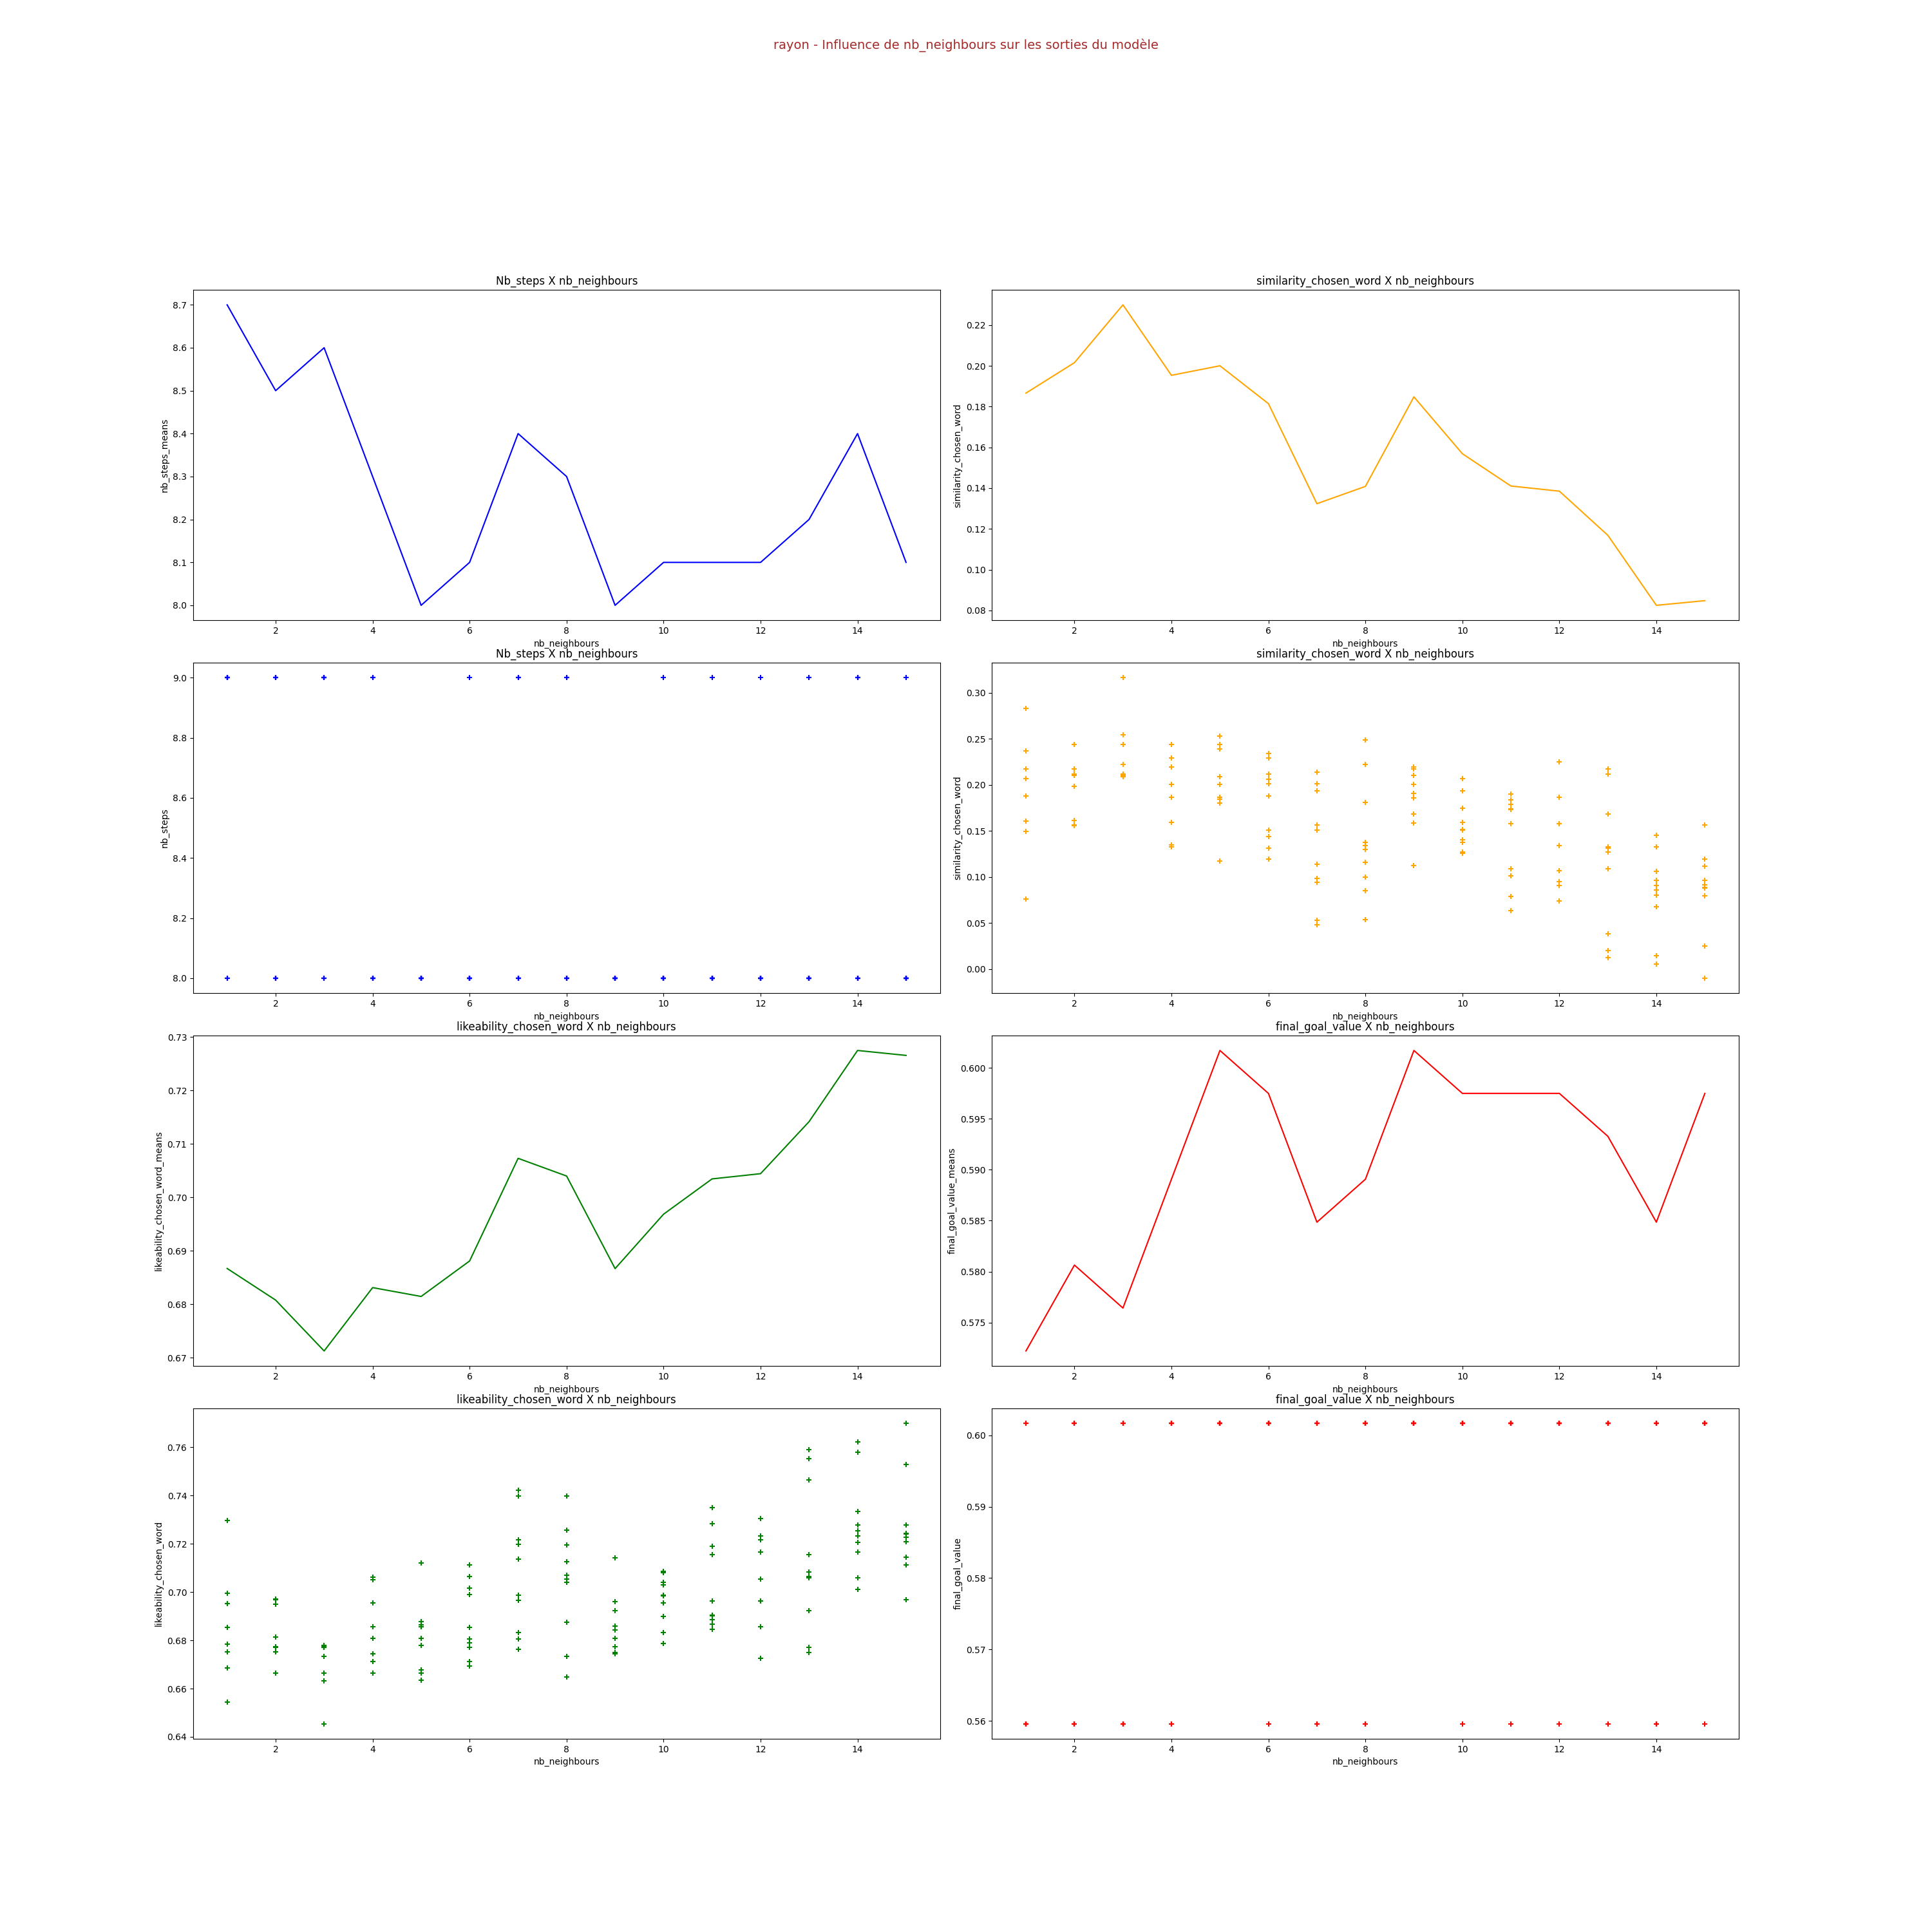 rayon - Influence de nb_neighbours sur les sorties du modèle
Nb_steps X nb_neighbours
8.7
8.6
8.5
8.4
8.3
8.2
8.1
8.0
nb_steps_means
2 4 6 8 10 12 14
nb_neighbours
similarity_chosen_word X nb_neighbours
0.22
0.20
0.18
0.16
0.14
0.12
0.10
0.08
similarity_chosen_word
2 4 6 8 10 12 14
nb_neighbours
Nb_steps X nb_neighbours
9.0
8.8
8.6
8.4
8.2
8.0
nb_steps
2 4 6 8 10 12 14
nb_neighbours
similarity_chosen_word X nb_neighbours
0.30
0.25
0.20
0.15
0.10
0.05
0.00
similarity_chosen_word
2 4 6 8 10 12 14
nb_neighbours
likeability_chosen_word X nb_neighbours
0.73
0.72
0.71
0.70
0.69
0.68
0.67
likeability_chosen_word_means
2 4 6 8 10 12 14
nb_neighbours
final_goal_value X nb_neighbours
0.600
0.595
0.590
0.585
0.580
0.575
final_goal_value_means
2 4 6 8 10 12 14
nb_neighbours
likeability_chosen_word X nb_neighbours
0.76
0.74
0.72
0.70
0.68
0.66
0.64
likeability_chosen_word
2 4 6 8 10 12 14
nb_neighbours
final_goal_value X nb_neighbours
0.60
0.59
0.58
0.57
0.56
final_goal_value
2 4 6 8 10 12 14
nb_neighbours